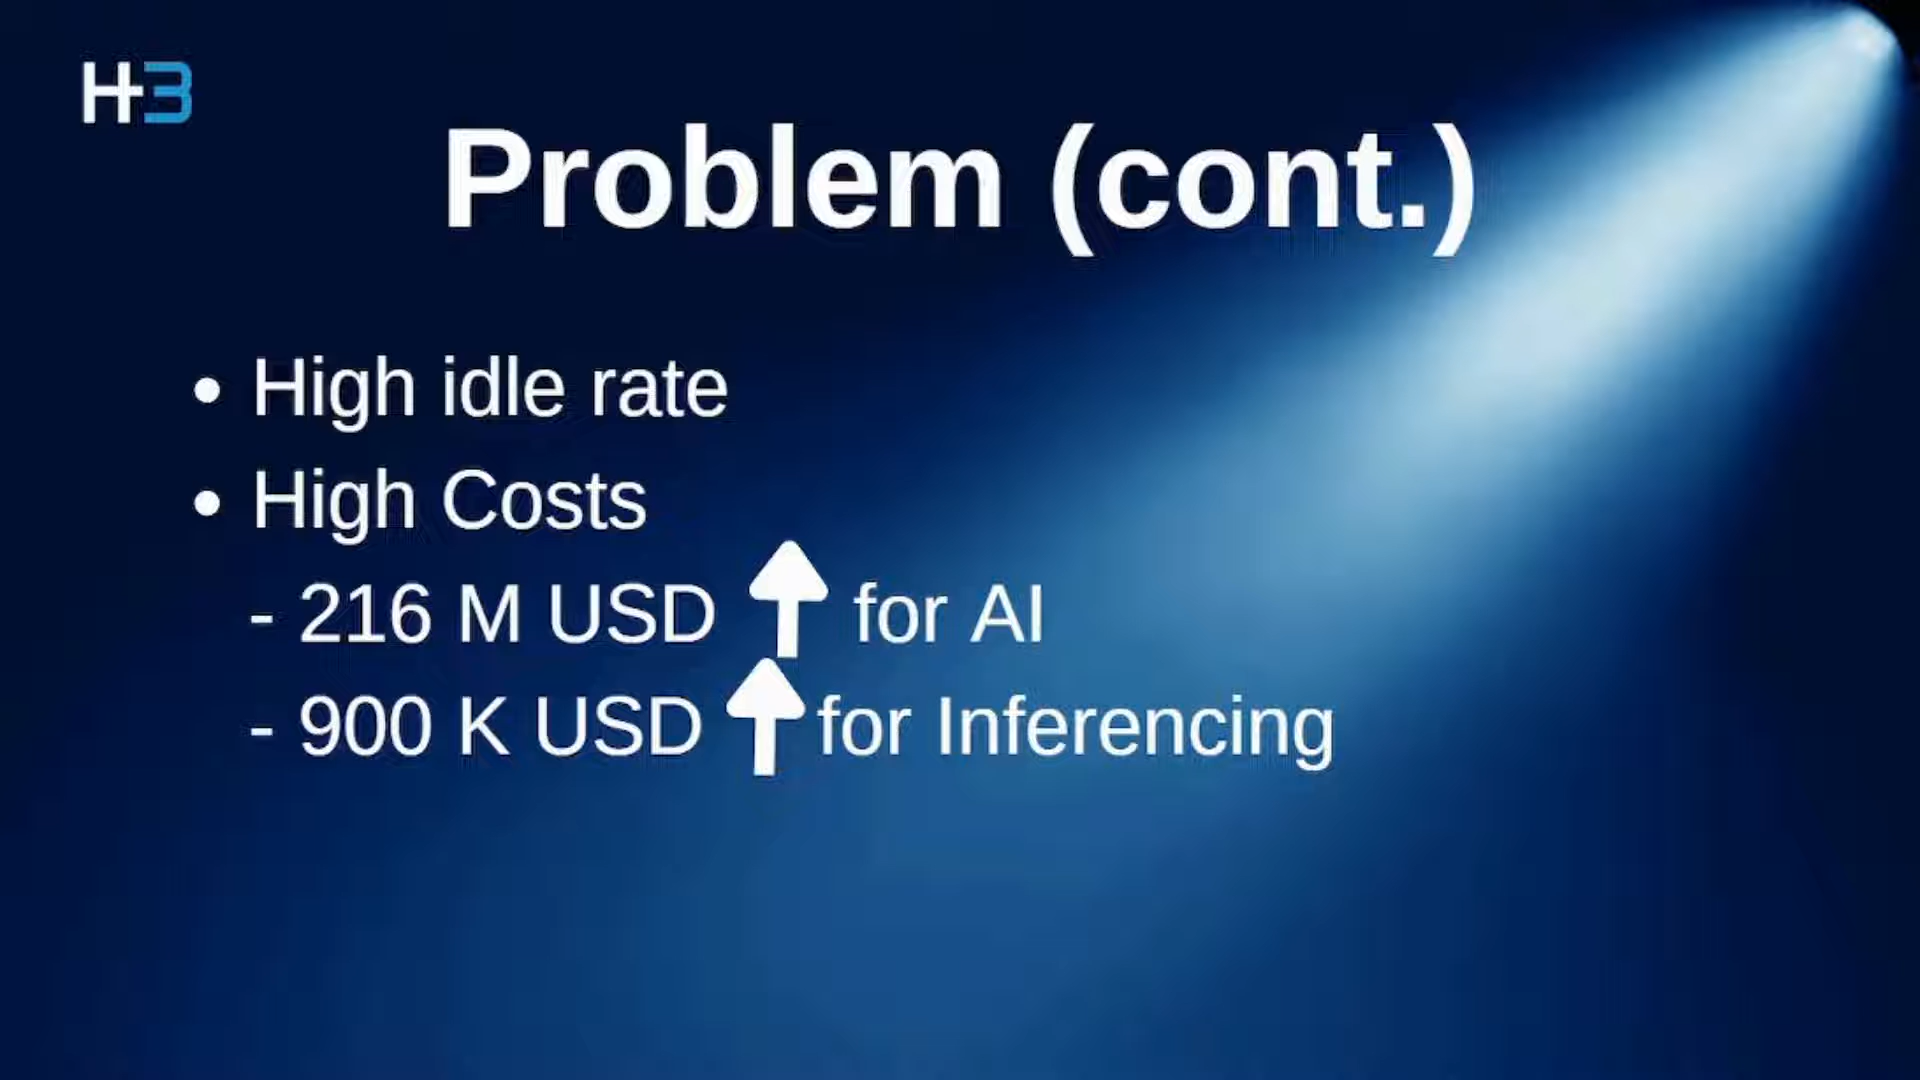 H3
Problem (cont.)
• High idle rate
• High Costs
- 216 M USD ⬆ for AI
- 900 K USD ⬆ for Inferencing